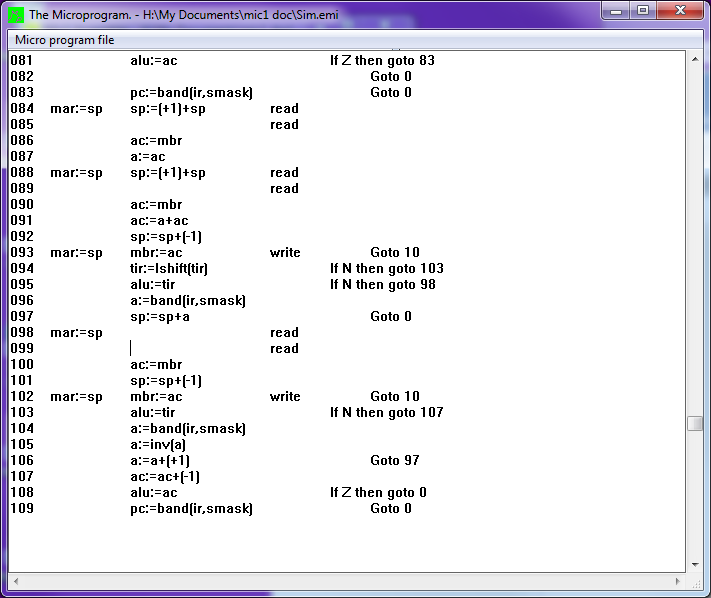 The Microprogram. - H:\My Documents\mic1 doc\Sim.emi
Micro program file
081 alu:=ac If Z then goto 83
082 Goto 0
083 pc:=band(ir,smask) Goto 0
084 mar:=sp sp:=(+1)+sp read
085 read
086 ac:=mbr
087 a:=ac
088 mar:=sp sp:=(+1)+sp read
089 read
090 ac:=mbr
091 ac:=a+ac
092 sp:=sp+(-1)
093 mar:=sp mbr:=ac write Goto 10
094 tir:=lshift(tir) If N then goto 103
095 alu:=tir If N then goto 98
096 a:=band(ir,smask)
097 sp:=sp+a Goto 0
098 mar:=sp read
099 read
100 ac:=mbr
101 sp:=sp+(-1)
102 mar:=sp mbr:=ac write Goto 10
103 alu:=tir If N then goto 107
104 a:=band(ir,smask)
105 a:=inv(a)
106 a:=a+(+1) Goto 97
107 ac:=ac+(-1)
108 alu:=ac If Z then goto 0
109 pc:=band(ir,smask) Goto 0